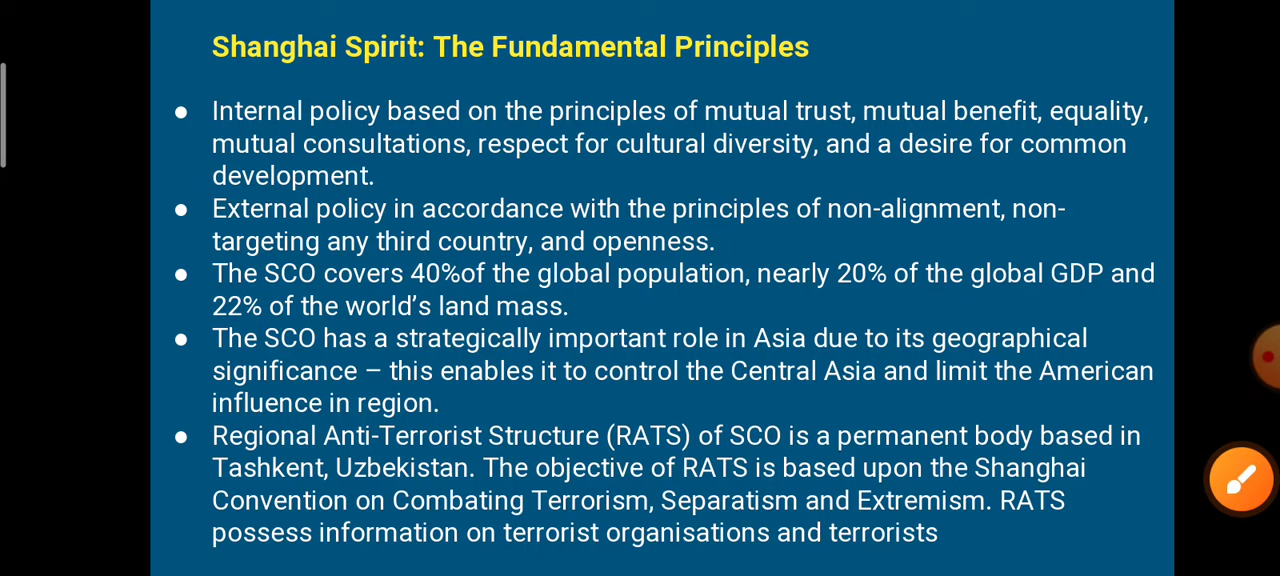 Shanghai Spirit: The Fundamental Principles
● Internal policy based on the principles of mutual trust, mutual benefit, equality,
mutual consultations, respect for cultural diversity, and a desire for common
development.
● External policy in accordance with the principles of non-alignment, non-
targeting any third country, and openness.
● The SCO covers 40%of the global population, nearly 20% of the global GDP and
22% of the world’s land mass.
● The SCO has a strategically important role in Asia due to its geographical
significance – this enables it to control the Central Asia and limit the American
influence in region.
● Regional Anti-Terrorist Structure (RATS) of SCO is a permanent body based in
Tashkent, Uzbekistan. The objective of RATS is based upon the Shanghai
Convention on Combating Terrorism, Separatism and Extremism. RATS
possess information on terrorist organisations and terrorists